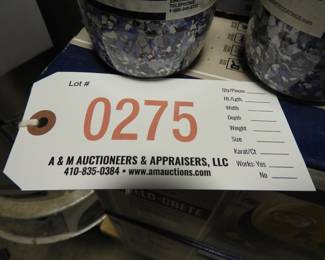 TELEPHONE
Lot #
0275
A & M AUCTIONEERS & APPRAISERS, LLC
410-835-0384 • www.amauctions.com
Qty/Pieces
Ht./Lgth.
Width
Depth
Weight
Size
Karat/Ct
Works: Yes
No